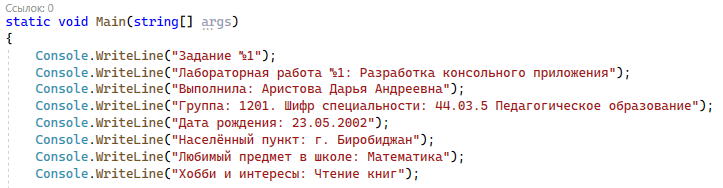 Ссылок: 0
static void Main(string[] args)
{
Console.WriteLine("Задание №1");
Console.WriteLine("Лабораторная работа №1: Разработка консольного приложения");
Console.WriteLine("Выполнила: Аристова Дарья Андреевна");
Console.WriteLine("Группа: 1201. Шифр специальности: 44.03.5 Педагогическое образование");
Console.WriteLine("Дата рождения: 23.05.2002");
Console.WriteLine("Населённый пункт: г. Биробиджан");
Console.WriteLine("Любимый предмет в школе: Математика");
Console.WriteLine("Хобби и интересы: Чтение книг");